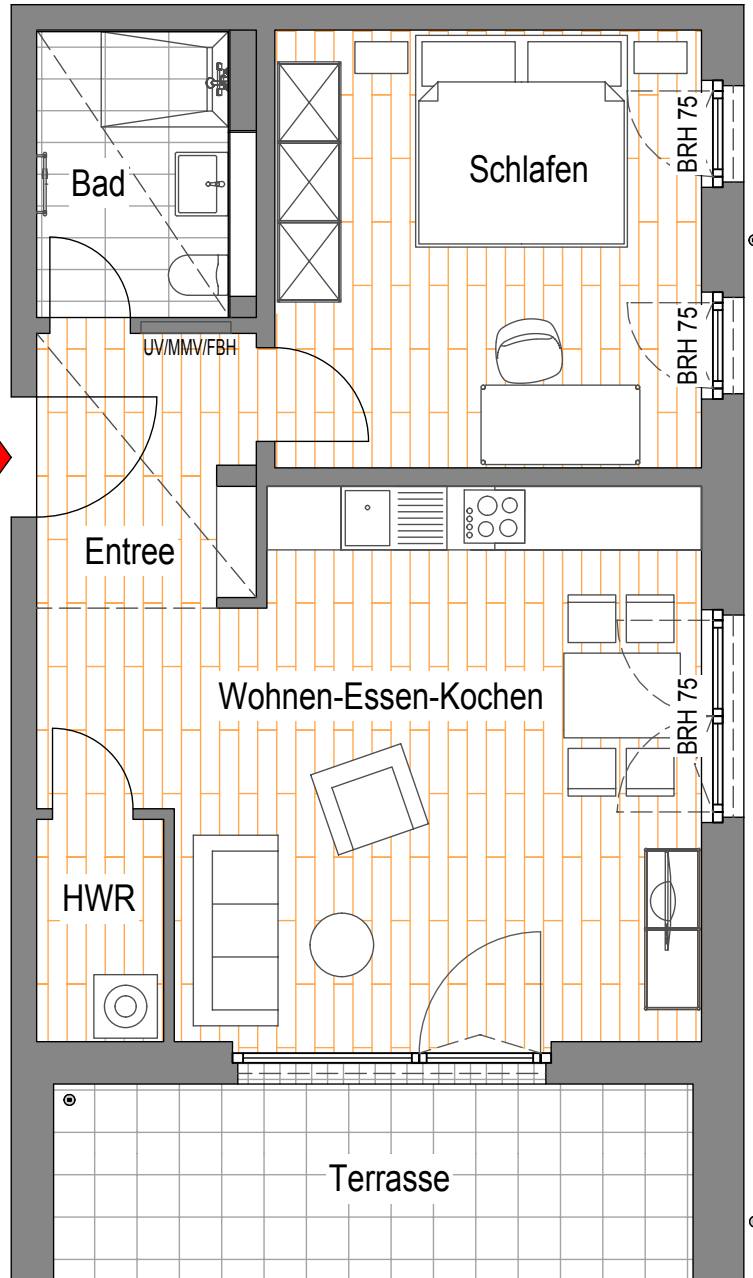 Bad
Schlafen
BRH 75
UV/MMV/FBH
BRH 75
Entree
Wohnen-Essen-Kochen
BRH 75
HWR
Terrasse